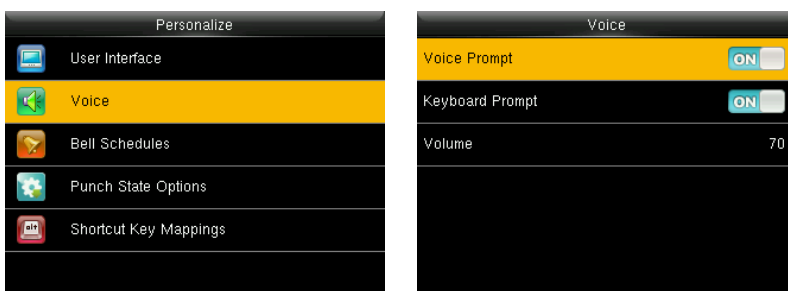 Personalize
User Interface
Voice
Bell Schedules
Punch State Options
alt
Shortcut Key Mappings
Voice
Voice Prompt ON
Keyboard Prompt ON
Volume 70